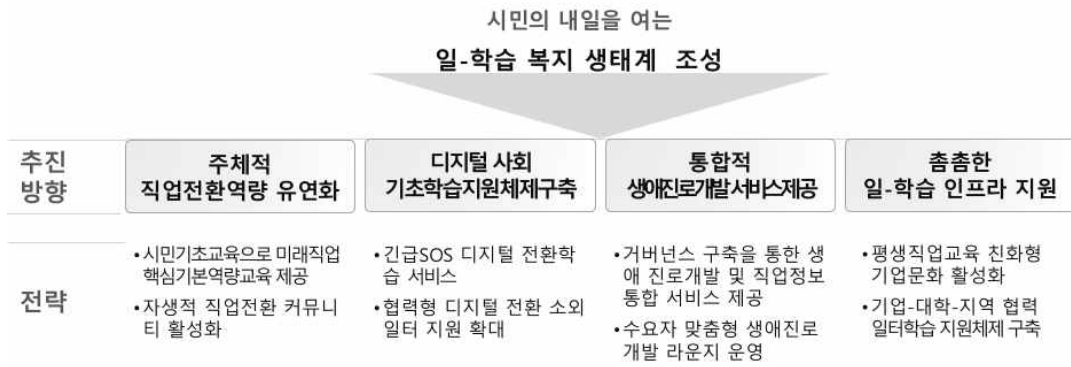 시민의 내일을 여는
일-학습 복지 생태계 조성
추진
방향
주체적
직업전환역량 유연화
디지털 사회
기초학습지원체제구축
통합적
생애진로개발서비스제공
촘촘한
일-학습 인프라 지원
전략
•시민기초교육으로 미래직업
핵심기본역량교육 제공
•자생적 직업전환 커뮤니
티 활성화
•긴급SOS 디지털 전환학
습 서비스
•협력형 디지털 전환 소외
일터 지원 확대
•거버넌스 구축을 통한 생
애 진로개발 및 직업정보
통합 서비스 제공
•수요자 맞춤형 생애진로
개발 라운지 운영
•평생직업교육 친화형
기업문화 활성화
•기업-대학-지역 협력
일터학습 지원체제 구축